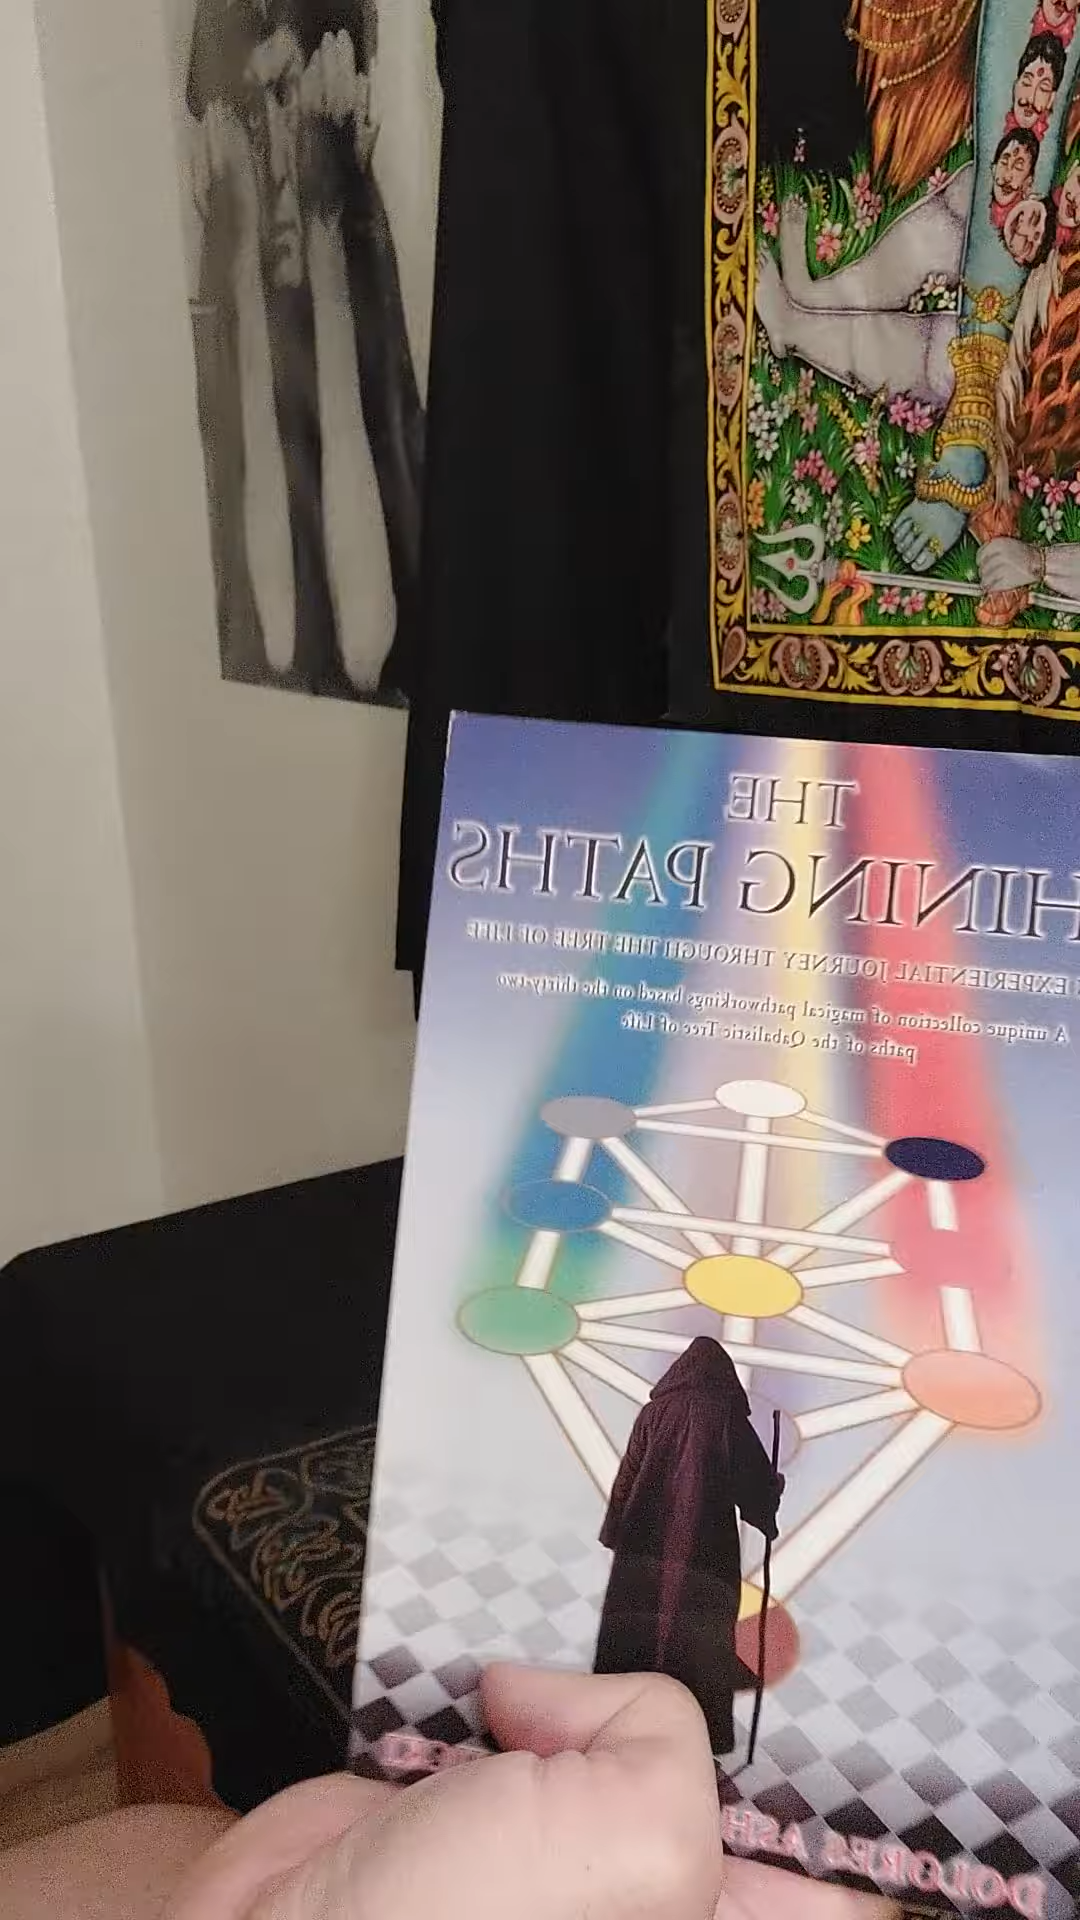 THE
HINING PATHS
EXPERIENTIAL JOURNEY THROUGH THE TREE OF LIFE
A unique collection of magical pathworkings based on the thirty-two
paths of the Qabalistic Tree of Life
DOLORES ASH